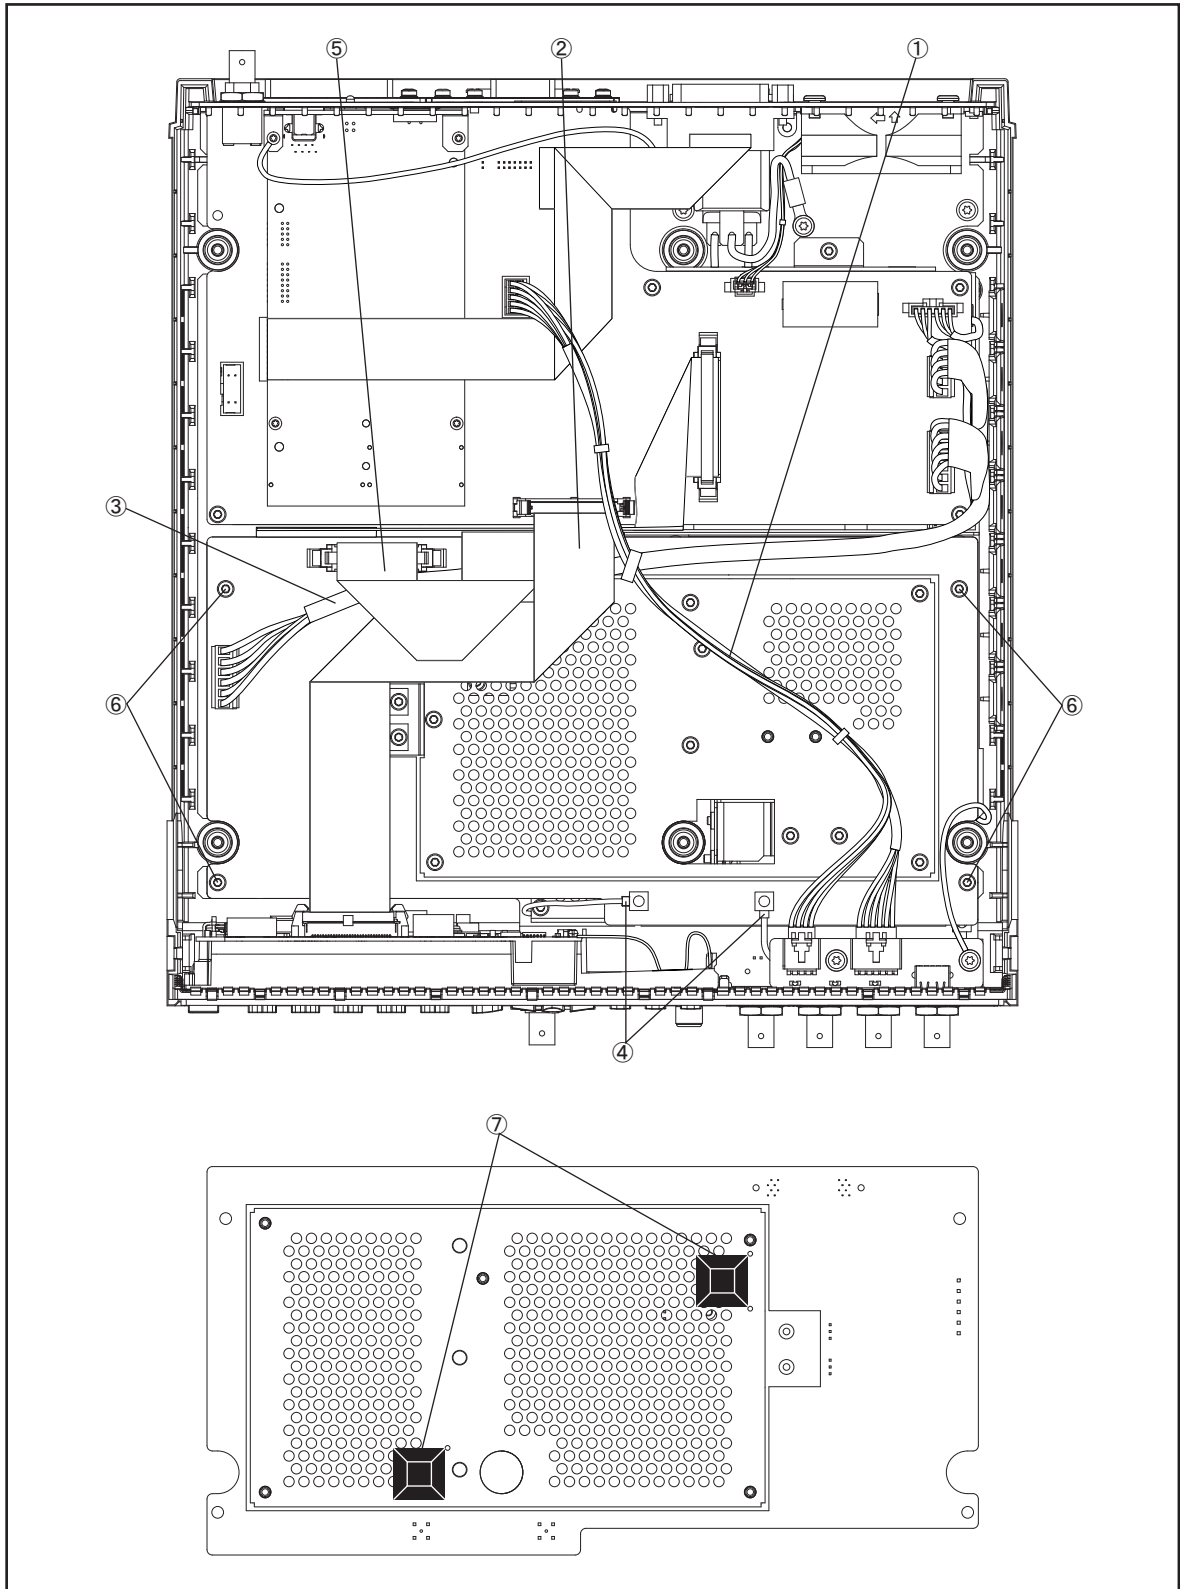 ⑤ ② ①
③
⑥ ⑥
④
⑦